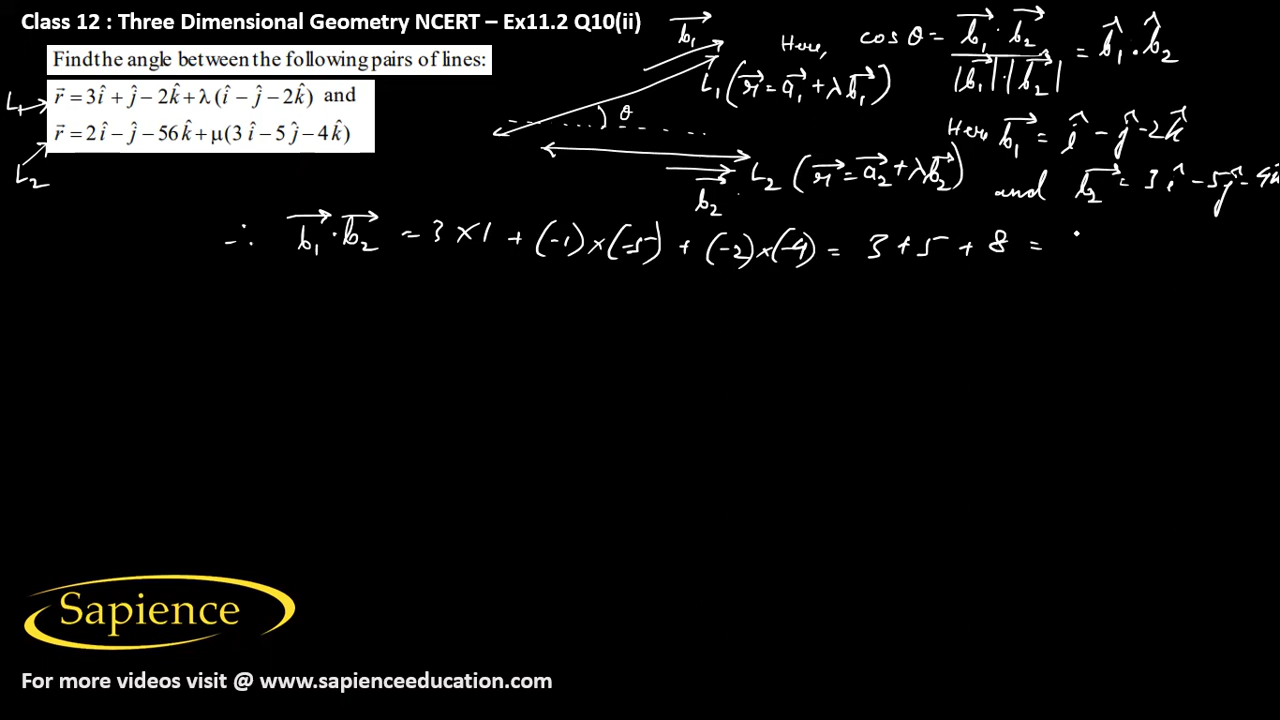 Class 12 : Three Dimensional Geometry NCERT – Ex11.2 Q10(ii)
Find the angle between the following pairs of lines:
L₁ r⃗ = 3î + ĵ − 2k̂ + λ(î − ĵ − 2k̂) and
L₂ r⃗ = 2î − ĵ − 56k̂ + μ(3î − 5ĵ − 4k̂)
b⃗₁
θ
L₁ (r⃗ = a⃗₁ + λb⃗₁)
L₂ (r⃗ = a⃗₂ + λb⃗₂)
b⃗₂
Here, cos θ = b⃗₁ · b⃗₂ / |b⃗₁| · |b⃗₂| = b̂₁ · b̂₂
Here b⃗₁ = î − ĵ − 2k̂
and b⃗₂ = 3î − 5ĵ − 4k̂
∴ b⃗₁ · b⃗₂ = 3 × 1 + (−1) × (−5) + (−2) × (−4) = 3 + 5 + 8 =
Sapience
For more videos visit @ www.sapienceeducation.com